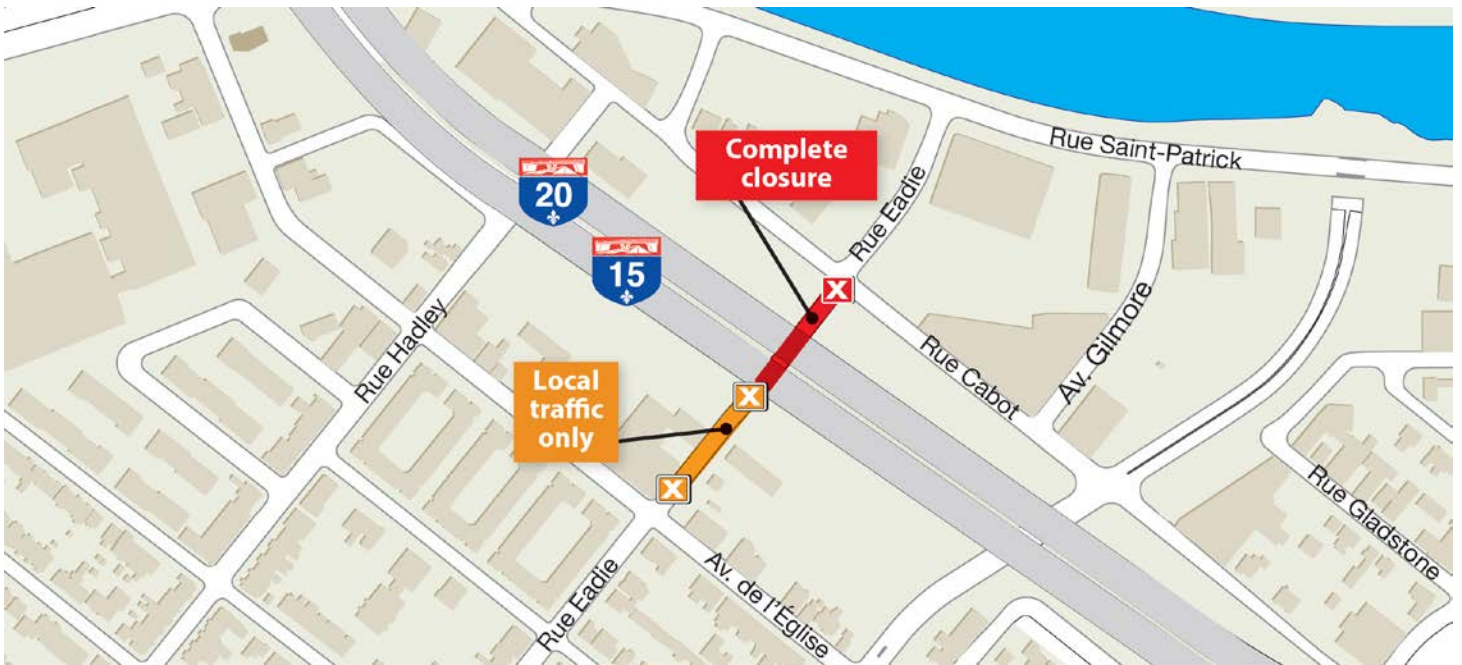 Rue Saint-Patrick
Complete
closure
Rue Eadie
20
15
X
Rue Hadley
Av. Gilmore
Rue Cabot
Local
traffic
only
X
X
Rue Gladstone
Rue Eadie
Av. de l'Église